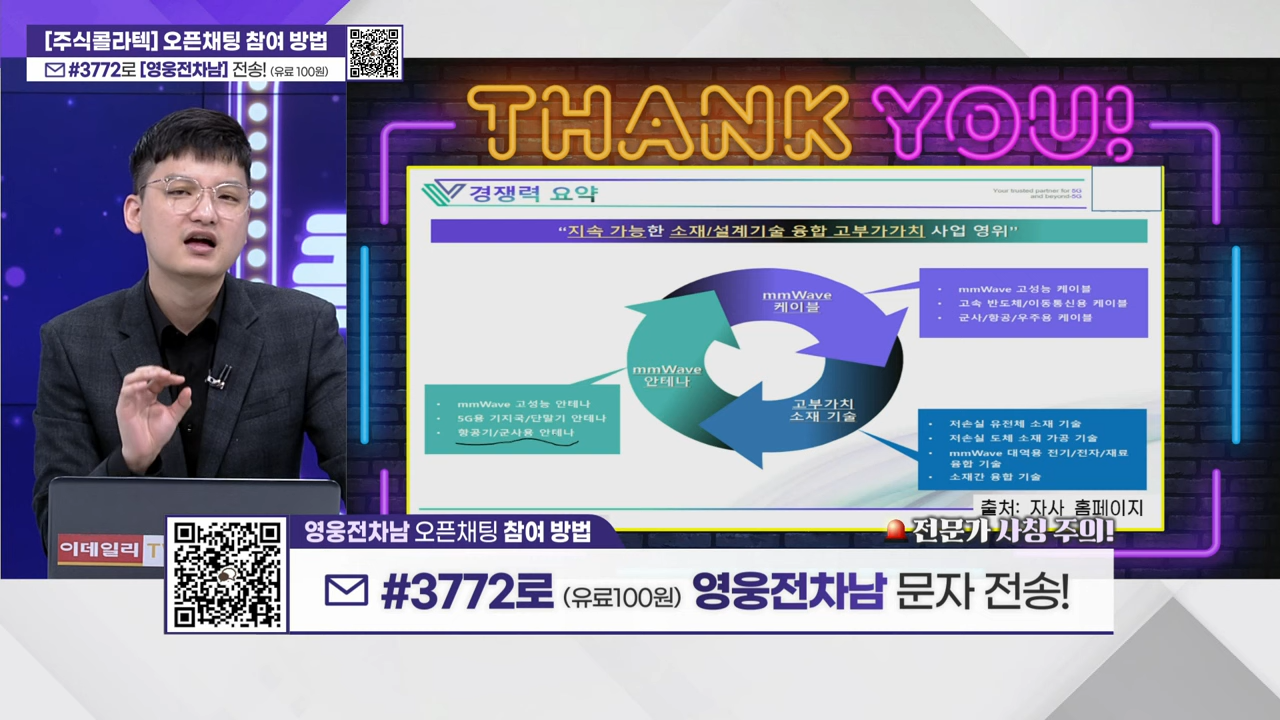 [주식콜라텍] 오픈채팅 참여 방법
#3772로 [영웅전차남] 전송! (유료 100원)
THANK YOU!
경쟁력 요약
Your trusted partner for 5G
and beyond-5G
“지속 가능한 소재/설계기술 융합 고부가가치 사업 영위”
mmWave
케이블
• mmWave 고성능 케이블
• 고속 반도체/이동통신용 케이블
• 군사/항공/우주용 케이블
mmWave
안테나
• mmWave 고성능 안테나
• 5G용 기지국/단말기 안테나
• 항공기/군사용 안테나
고부가치
소재 기술
• 저손실 유전체 소재 기술
• 저손실 도체 소재 가공 기술
• mmWave 대역용 전기/전자/재료
융합 기술
• 소재간 융합 기술
출처: 자사 홈페이지
이데일리 T
영웅전차남 오픈채팅 참여 방법
전문가 사칭 주의!
#3772로 (유료100원) 영웅전차남 문자 전송!